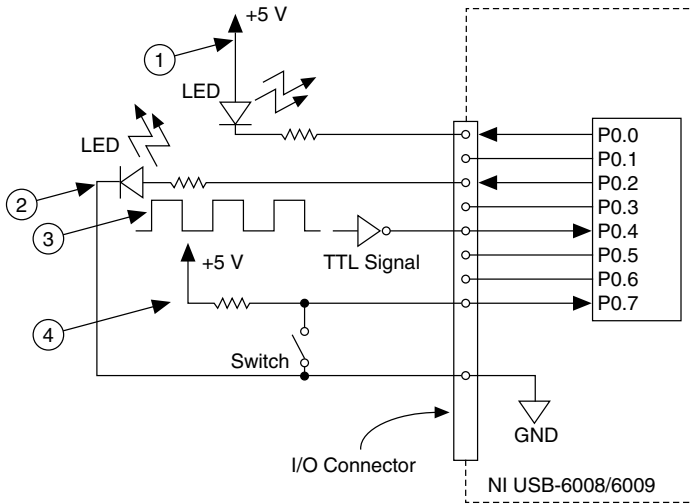 +5 V
1
LED
LED
P0.0
P0.1
2
P0.2
P0.3
3
P0.4
TTL Signal
+5 V
P0.5
P0.6
P0.7
4
Switch
GND
I/O Connector
NI USB-6008/6009